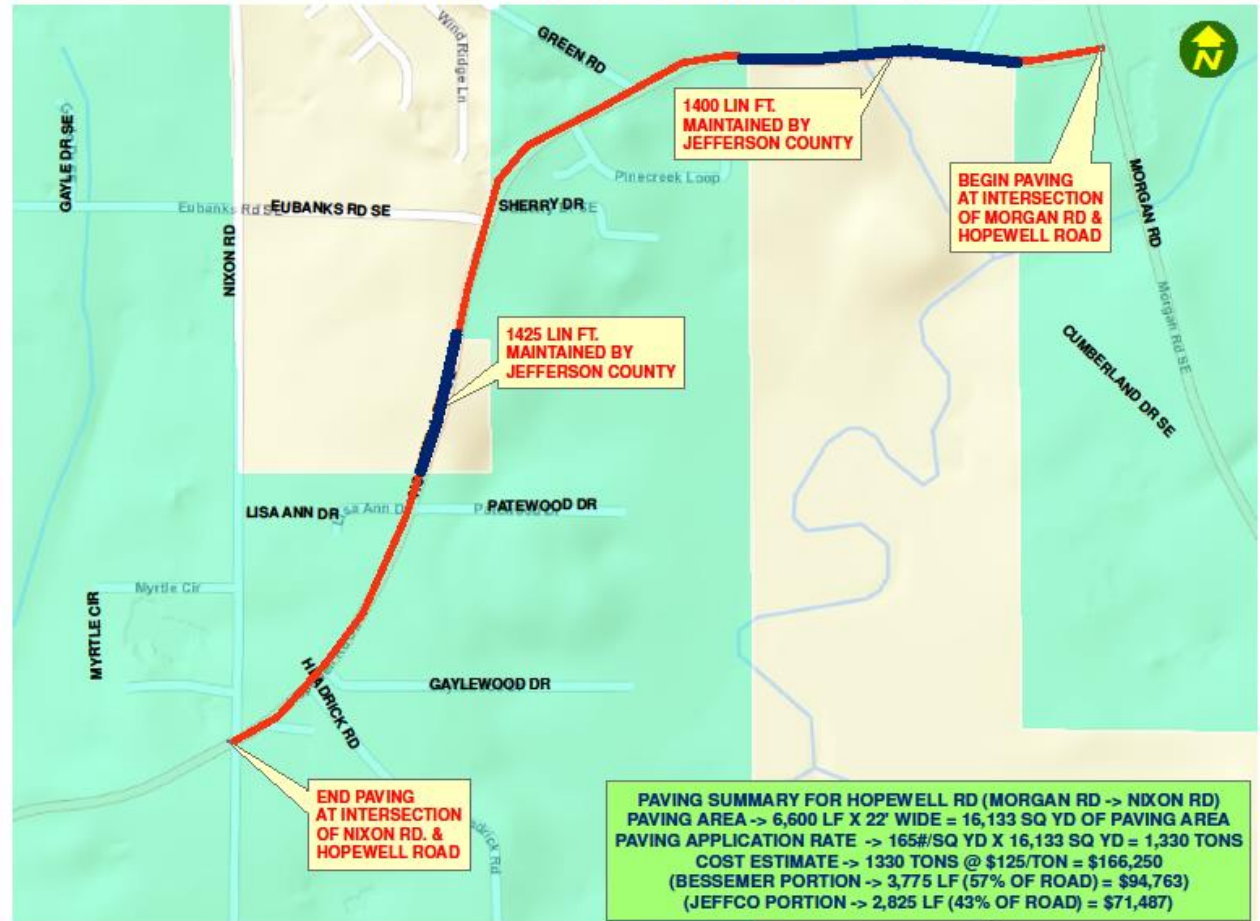 GREEN RD
Wind Ridge Ln
N
GAYLE DR SE
1400 LIN FT.
MAINTAINED BY
JEFFERSON COUNTY
BEGIN PAVING
AT INTERSECTION
OF MORGAN RD &
HOPEWELL ROAD
MORGAN RD
Morgan Rd SE
Pinecreek Loop
Eubanks Rd SE
EUBANKS RD SE
SHERRY DR
NIXON RD
1425 LIN FT.
MAINTAINED BY
JEFFERSON COUNTY
CUMBERLAND DR SE
LISA ANN DR
PATEWOOD DR
Myrtle Cir
MYRTLE CIR
HEADRICK RD
GAYLEWOOD DR
END PAVING
AT INTERSECTION
OF NIXON RD. &
HOPEWELL ROAD
PAVING SUMMARY FOR HOPEWELL RD (MORGAN RD -> NIXON RD)
PAVING AREA -> 6,600 LF X 22' WIDE = 16,133 SQ YD OF PAVING AREA
PAVING APPLICATION RATE -> 165#/SQ YD X 16,133 SQ YD = 1,330 TONS
COST ESTIMATE -> 1330 TONS @ $125/TON = $166,250
(BESSEMER PORTION -> 3,775 LF (57% OF ROAD) = $94,763)
(JEFFCO PORTION -> 2,825 LF (43% OF ROAD) = $71,487)